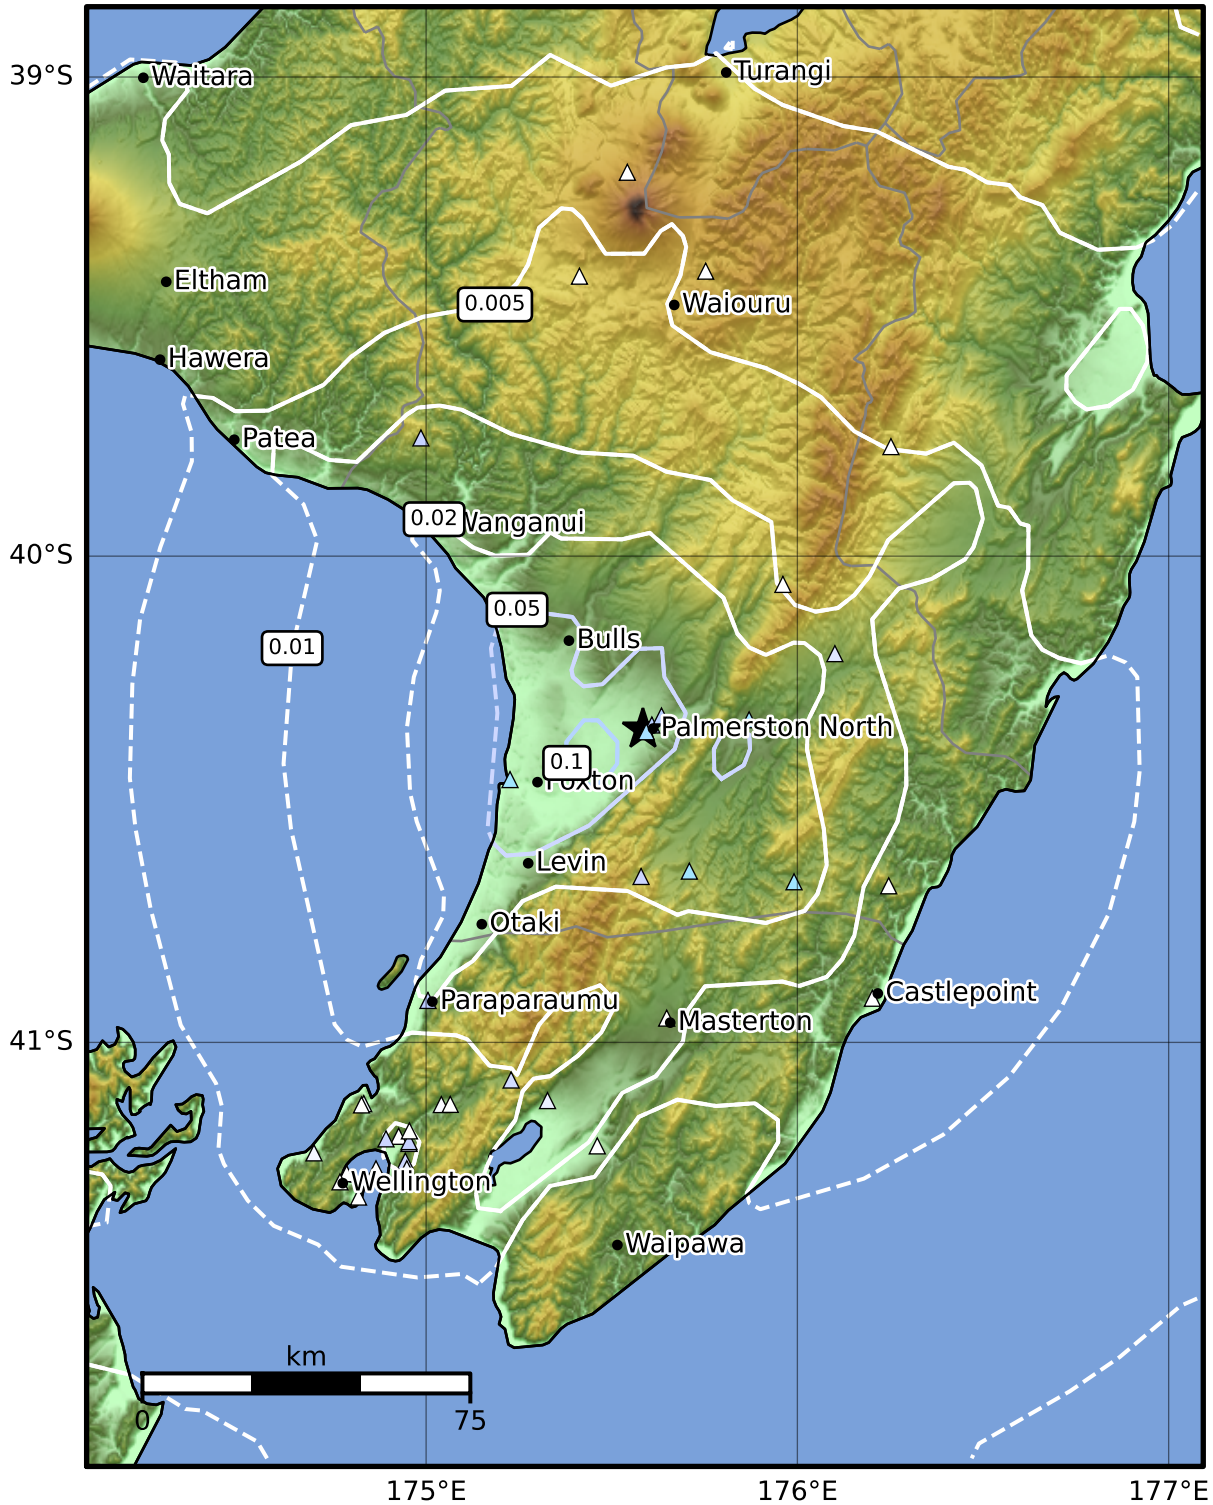 39°S
Waitara
Turangi
Eltham
0.005
Waiouru
Hawera
Patea
0.02
Wanganui
40°S
0.05
Bulls
0.01
Palmerston North
0.1
Foxton
Levin
Otaki
Castlepoint
Paraparaumu
Masterton
41°S
Wellington
Waipawa
km
0
75
175°E
176°E
177°E